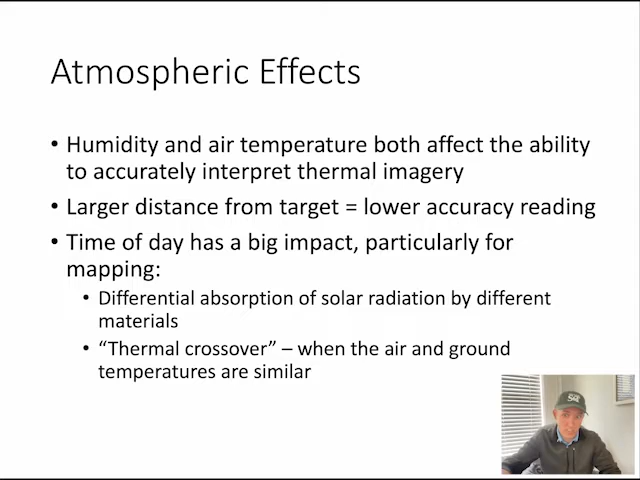 Atmospheric Effects
• Humidity and air temperature both affect the ability
to accurately interpret thermal imagery
• Larger distance from target = lower accuracy reading
• Time of day has a big impact, particularly for
mapping:
• Differential absorption of solar radiation by different
materials
• “Thermal crossover” – when the air and ground
temperatures are similar